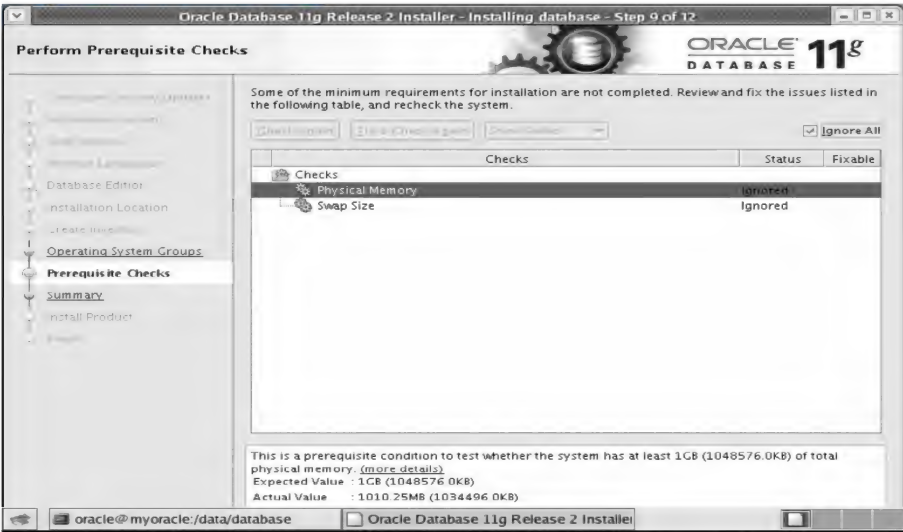 Oracle Database 11g Release 2 Installer - Installing database - Step 9 of 12
Perform Prerequisite Checks
ORACLE
DATABASE
11g
Database Edition
Installation Location
Operating System Groups
Prerequisite Checks
Summary
Install Product
Some of the minimum requirements for installation are not completed. Review and fix the issues listed in
the following table, and recheck the system.
Ignore All
Checks Status Fixable
Checks
Physical Memory Ignored
Swap Size Ignored
This is a prerequisite condition to test whether the system has at least 1GB (1048576.0KB) of total
physical memory. (more details)
Expected Value : 1GB (1048576.0KB)
Actual Value : 1010.25MB (1034496.0KB)
oracle@myoracle:/data/database
Oracle Database 11g Release 2 Installer